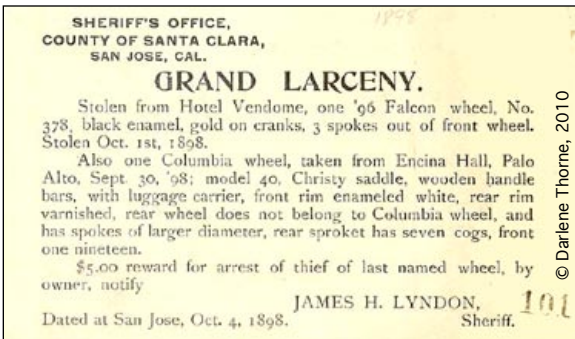 1898
SHERIFF'S OFFICE,
COUNTY OF SANTA CLARA,
SAN JOSE, CAL.
GRAND LARCENY.
Stolen from Hotel Vendome, one '96 Falcon wheel, No.
378, black enamel, gold on cranks, 3 spokes out of front wheel.
Stolen Oct. 1st, 1898.
Also one Columbia wheel, taken from Encina Hall, Palo
Alto, Sept. 30, '98; model 40, Christy saddle, wooden handle
bars, with luggage carrier, front rim enameled white, rear rim
varnished, rear wheel does not belong to Columbia wheel, and
has spokes of larger diameter, rear sproket has seven cogs, front
one nineteen.
$5.00 reward for arrest of thief of last named wheel, by
owner, notify
JAMES H. LYNDON,
Dated at San Jose, Oct. 4, 1898. Sheriff.
101
© Darlene Thorne, 2010